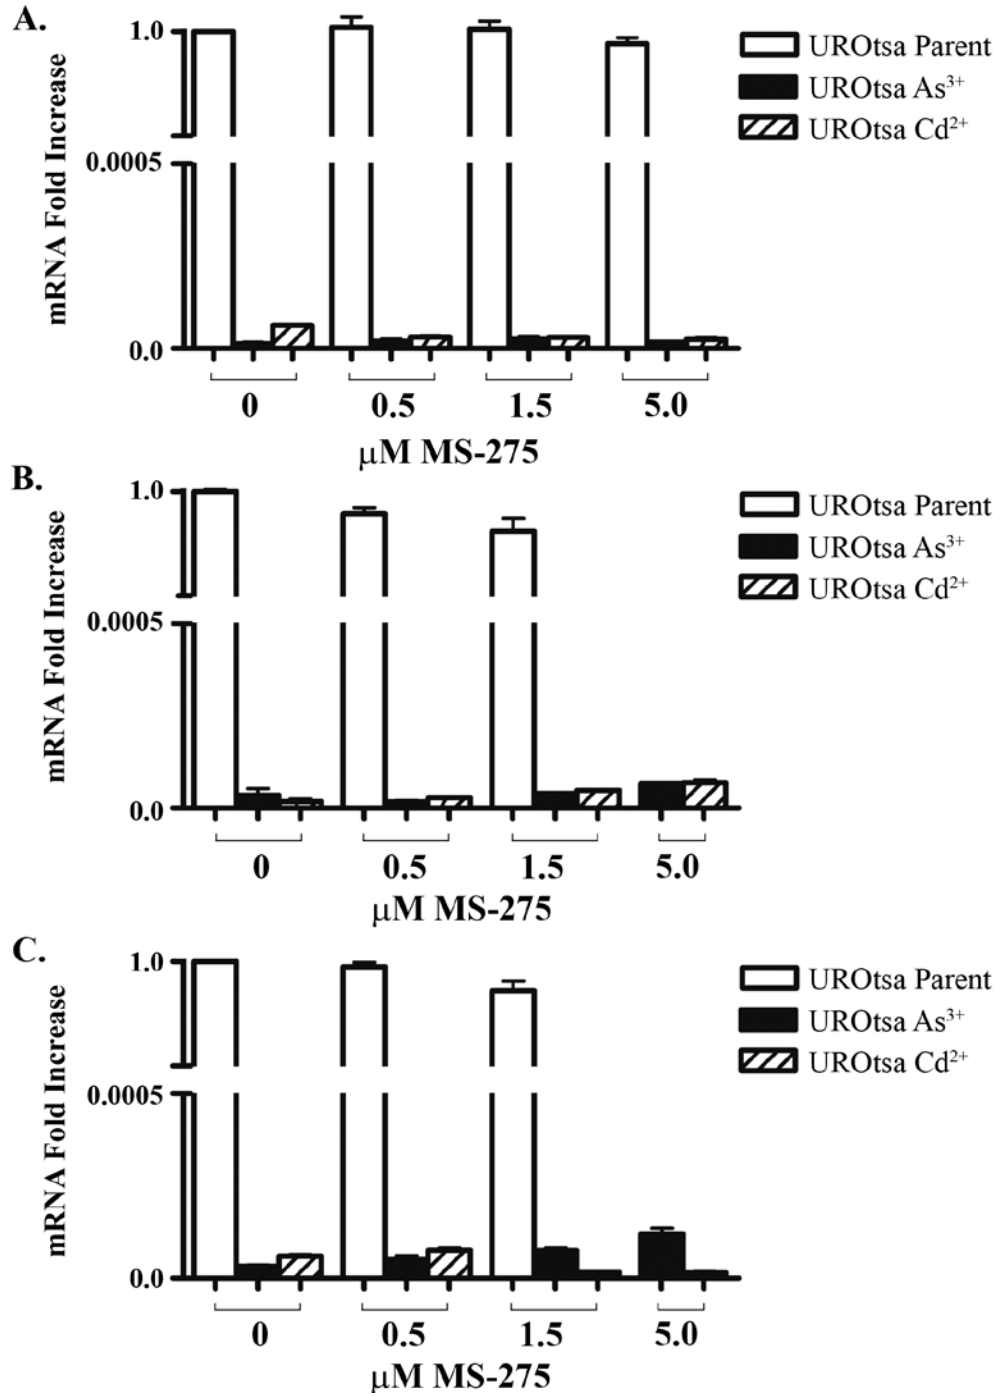 A.
mRNA Fold Increase
1.0
0.0005
0.0
0 0.5 1.5 5.0
μM MS-275
UROtsa Parent
UROtsa As³⁺
UROtsa Cd²⁺
B.
mRNA Fold Increase
1.0
0.0005
0.0
0 0.5 1.5 5.0
μM MS-275
UROtsa Parent
UROtsa As³⁺
UROtsa Cd²⁺
C.
mRNA Fold Increase
1.0
0.0005
0.0
0 0.5 1.5 5.0
μM MS-275
UROtsa Parent
UROtsa As³⁺
UROtsa Cd²⁺